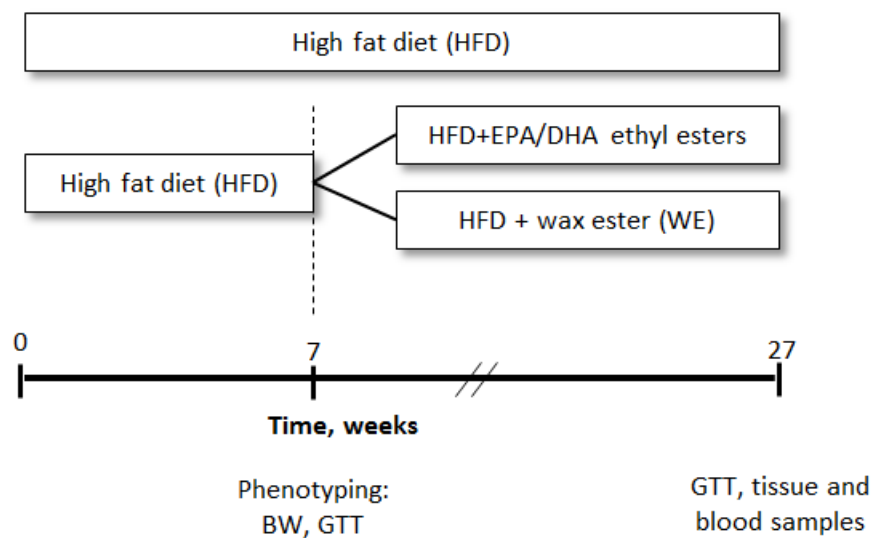 High fat diet (HFD)
HFD+EPA/DHA ethyl esters
High fat diet (HFD)
HFD + wax ester (WE)
0
7
27
Time, weeks
Phenotyping:
BW, GTT
GTT, tissue and
blood samples